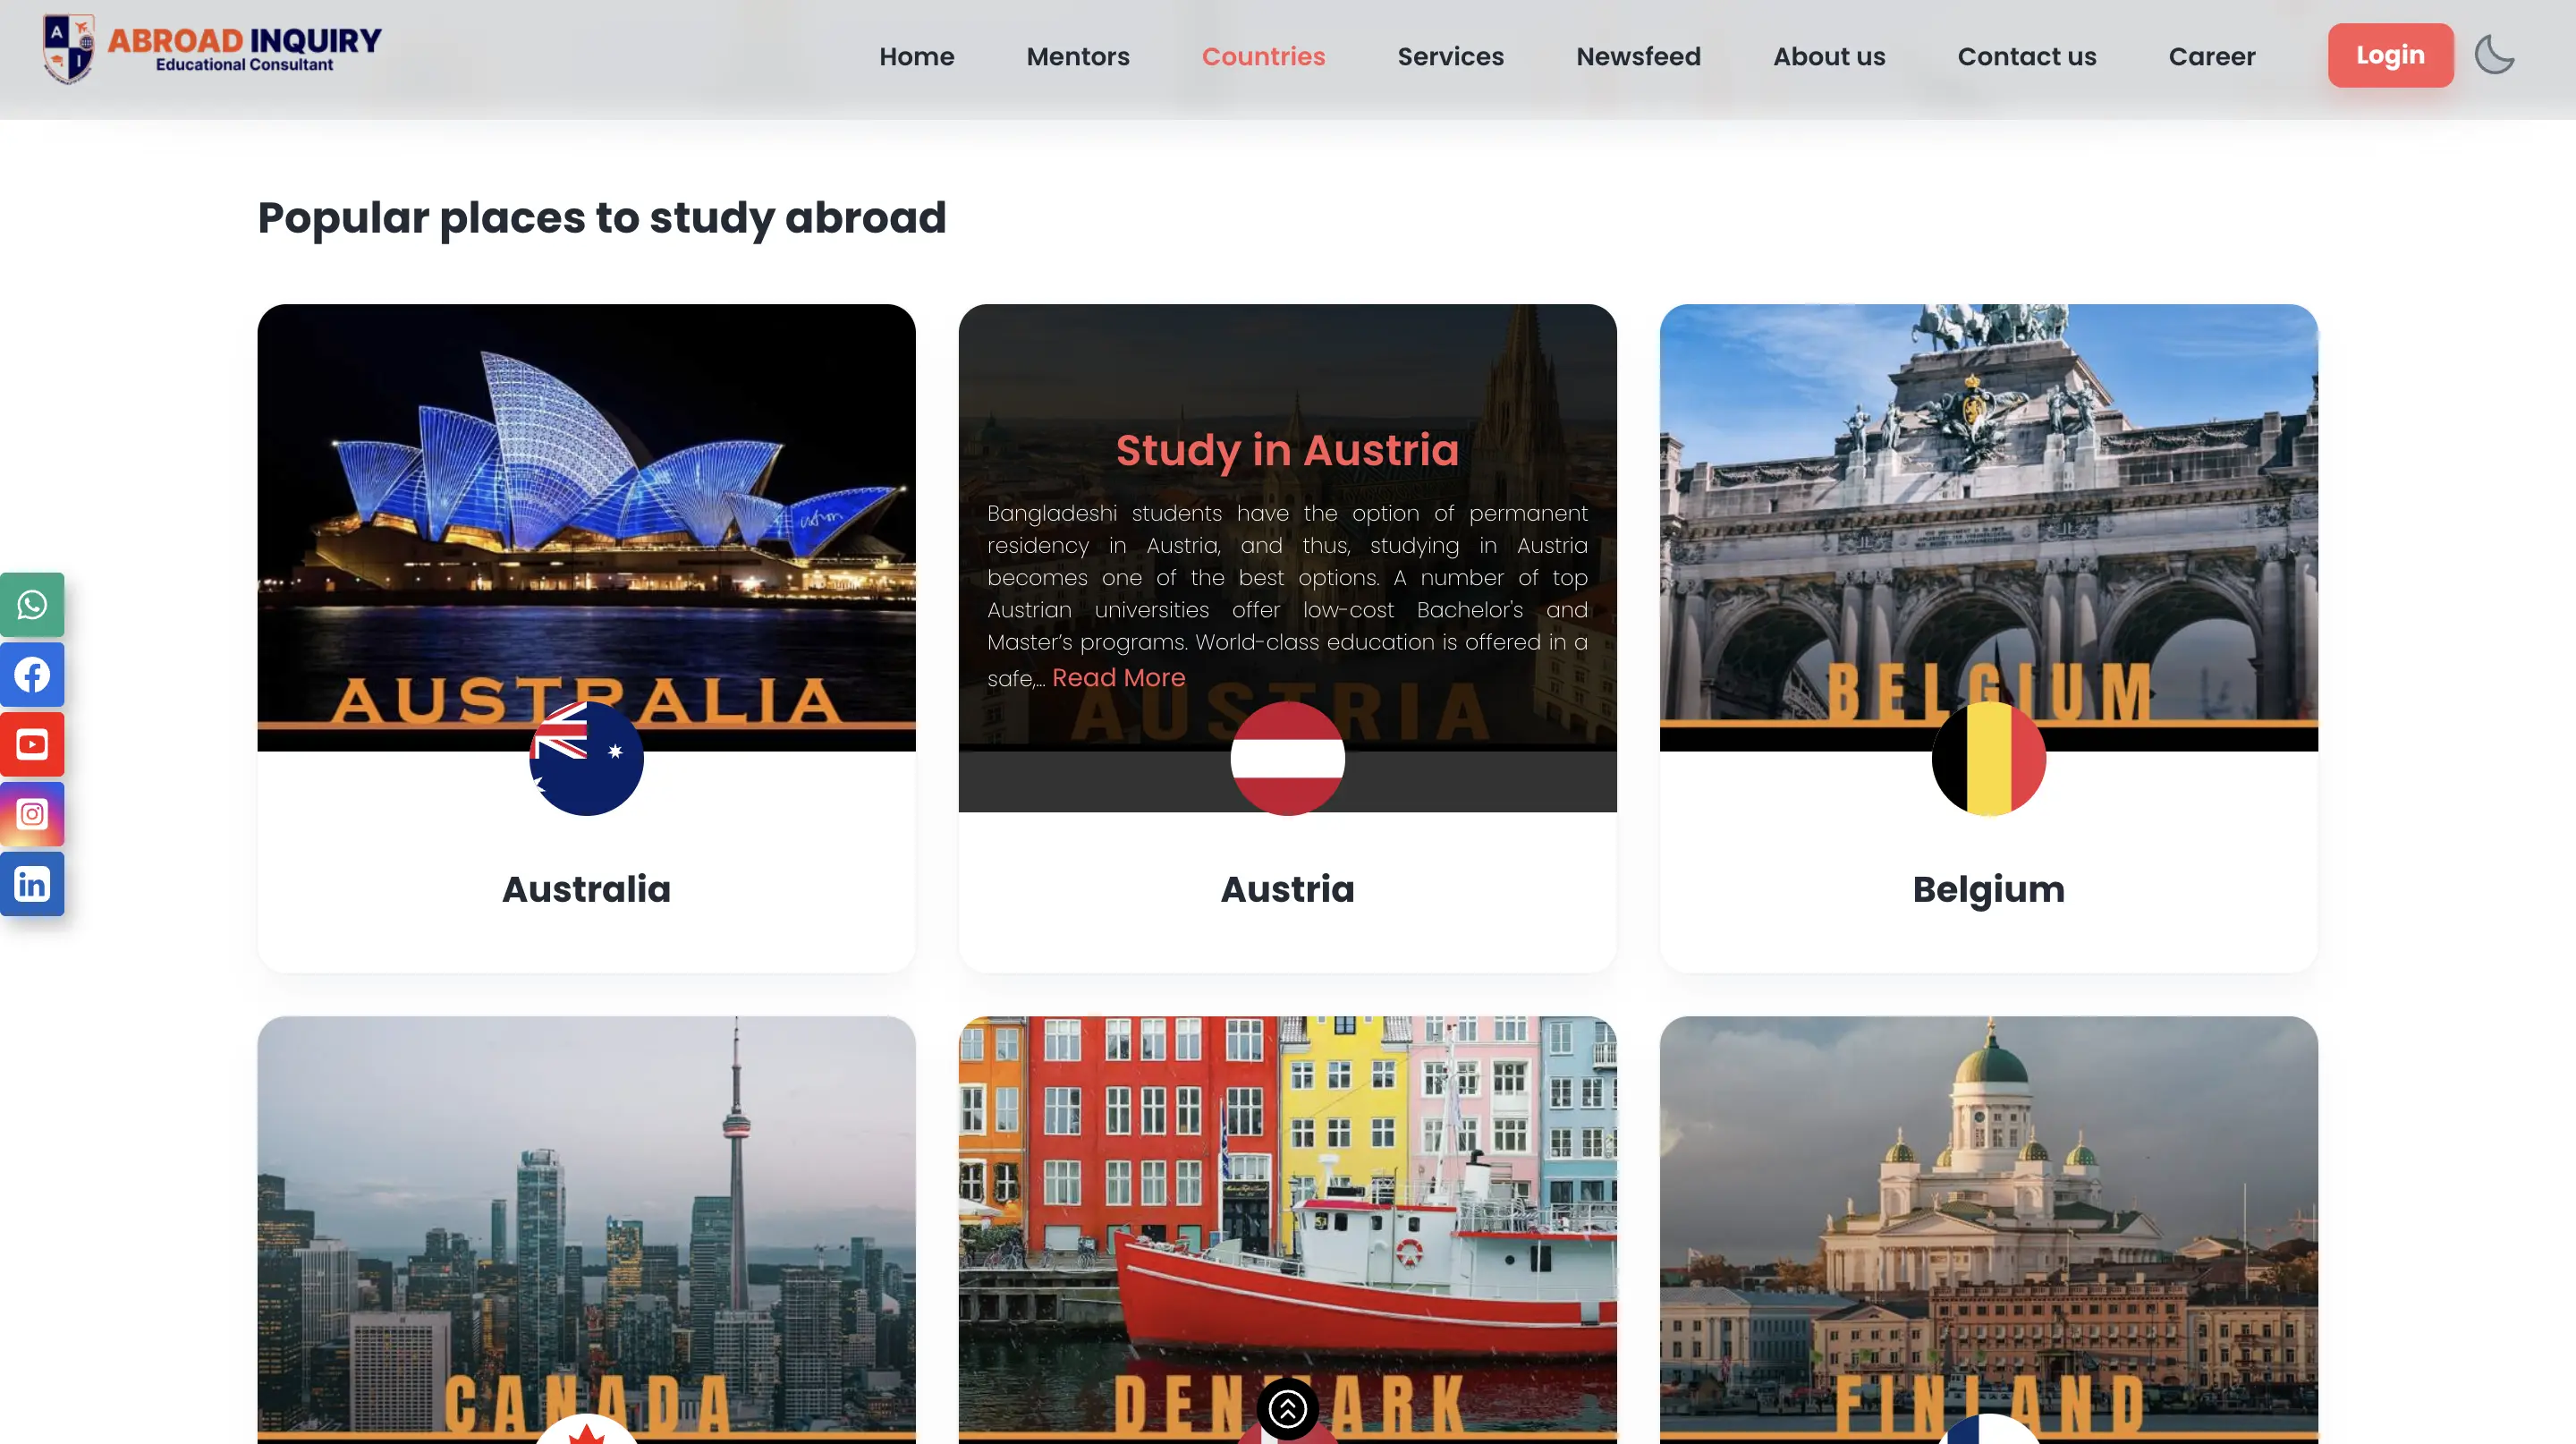 A
I
ABROAD INQUIRY
Educational Consultant
Home
Mentors
Countries
Services
Newsfeed
About us
Contact us
Career
Login
Popular places to study abroad
AUSTRALIA
Australia
Study in Austria
Bangladeshi students have the option of permanent
residency in Austria, and thus, studying in Austria
becomes one of the best options. A number of top
Austrian universities offer low-cost Bachelor's and
Master's programs. World-class education is offered in a
safe,... Read More
AUSTRIA
Austria
BELGIUM
Belgium
in
CANADA
DENMARK
FINLAND